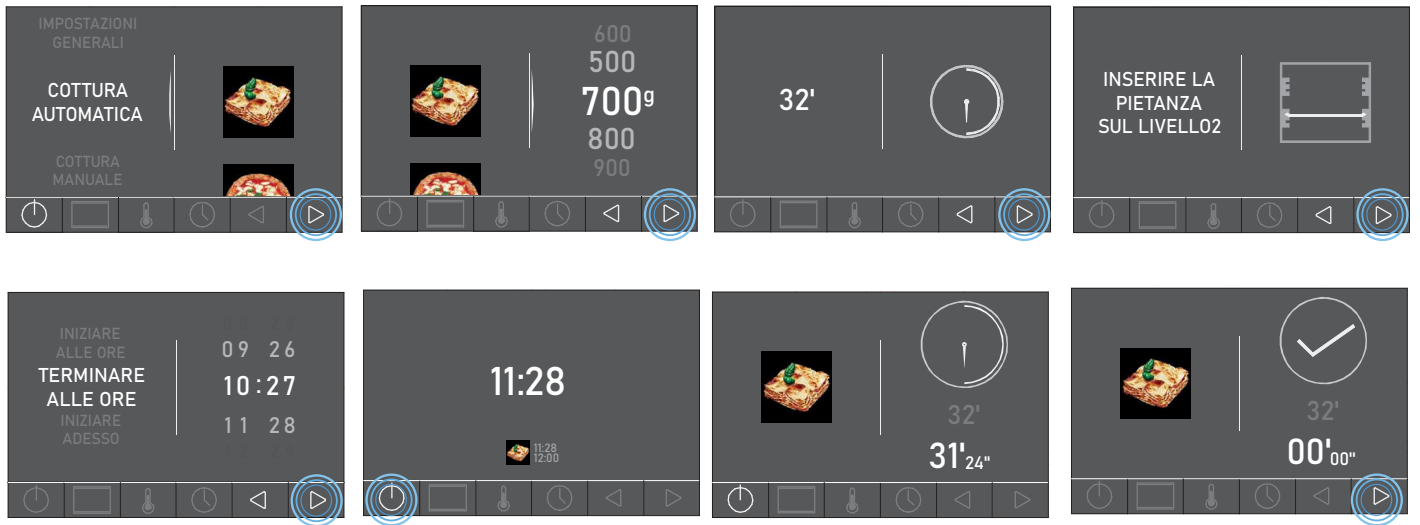 IMPOSTAZIONI
GENERALI
COTTURA
AUTOMATICA
COTTURA
MANUALE
600
500
700g
800
900
32'
INSERIRE LA
PIETANZA
SUL LIVELLO2
INIZIARE
ALLE ORE
TERMINARE
ALLE ORE
INIZIARE
ADESSO
09 26
10:27
11 28
11:28
11:28
12:00
32'
31'24"
32'
00'00"